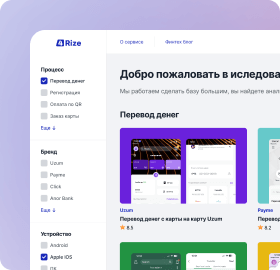 4Rize
О сервисе
Финтех блог
Процесс
Перевод денег
Регистрация
Оплата по QR
Заказ карты
Еще ↓
Бренд
Uzum
Payme
Click
Anor Bank
Еще ↓
Устройство
Android
Apple iOS
Добро пожаловать в исследова
Мы работаем сделать базу большим, вы найдете анал
Перевод денег
Uzum
Перевод денег с карты на карту Uzum
8.5
Payme
Перевод
8.2